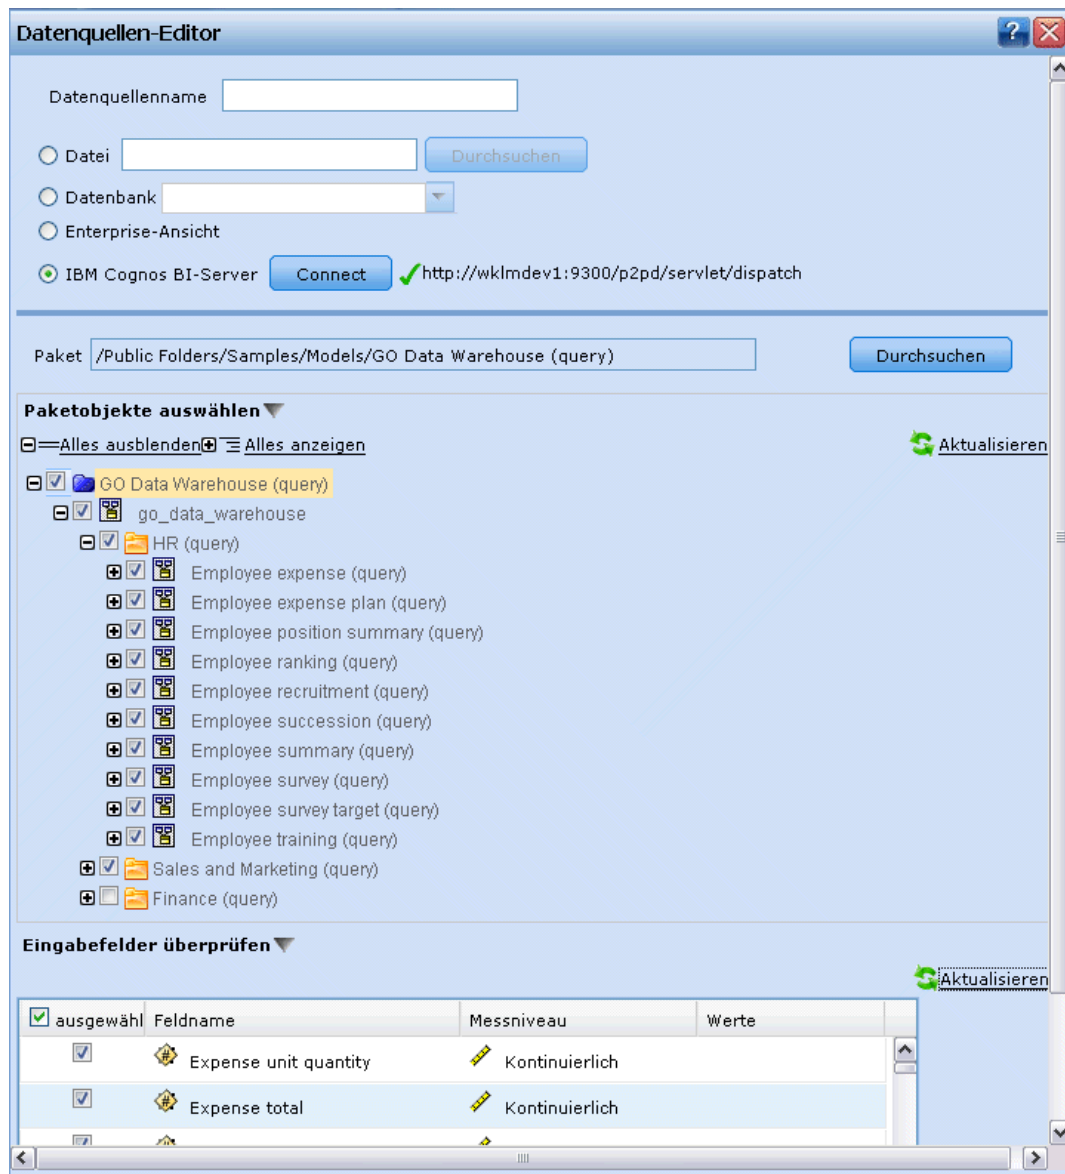 Datenquellen-Editor
Datenquellenname
Datei Durchsuchen
Datenbank
Enterprise-Ansicht
IBM Cognos BI-Server Connect http://wklmdev1:9300/p2pd/servlet/dispatch
Paket /Public Folders/Samples/Models/GO Data Warehouse (query) Durchsuchen
Paketobjekte auswählen
Alles ausblenden Alles anzeigen Aktualisieren
GO Data Warehouse (query)
go_data_warehouse
HR (query)
Employee expense (query)
Employee expense plan (query)
Employee position summary (query)
Employee ranking (query)
Employee recruitment (query)
Employee succession (query)
Employee summary (query)
Employee survey (query)
Employee survey target (query)
Employee training (query)
Sales and Marketing (query)
Finance (query)
Eingabefelder überprüfen
Aktualisieren
ausgewähl Feldname Messniveau Werte
Expense unit quantity Kontinuierlich
Expense total Kontinuierlich